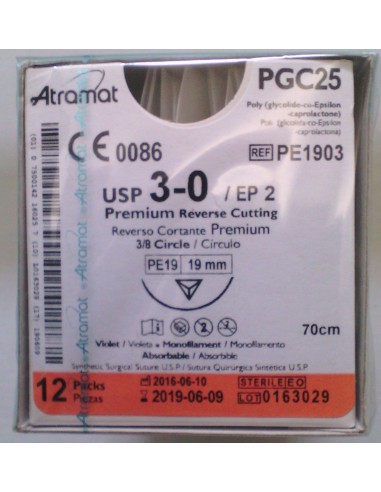 Atramat
PGC25
Poly (glycolide-co-Epsilon
-caprolactone)
Poli (glicolida-co-Epsilon
-caprolactona)
CE 0086
REF PE1903
USP 3-0 / EP 2
Premium Reverse Cutting
Reverso Cortante Premium
3/8 Circle / Círculo
PE19 19 mm
70cm
Violet / Violeta • Monofilament / Monofilamento
Absorbable / Absorbible
Synthetic Surgical Suture U.S.P / Sutura Quirúrgica Sintética U.S.P
12 Packs
Piezas
2016-06-10
2019-06-09
STERILE EO
LOT 0163029
Atramat
Atramat
Atramat